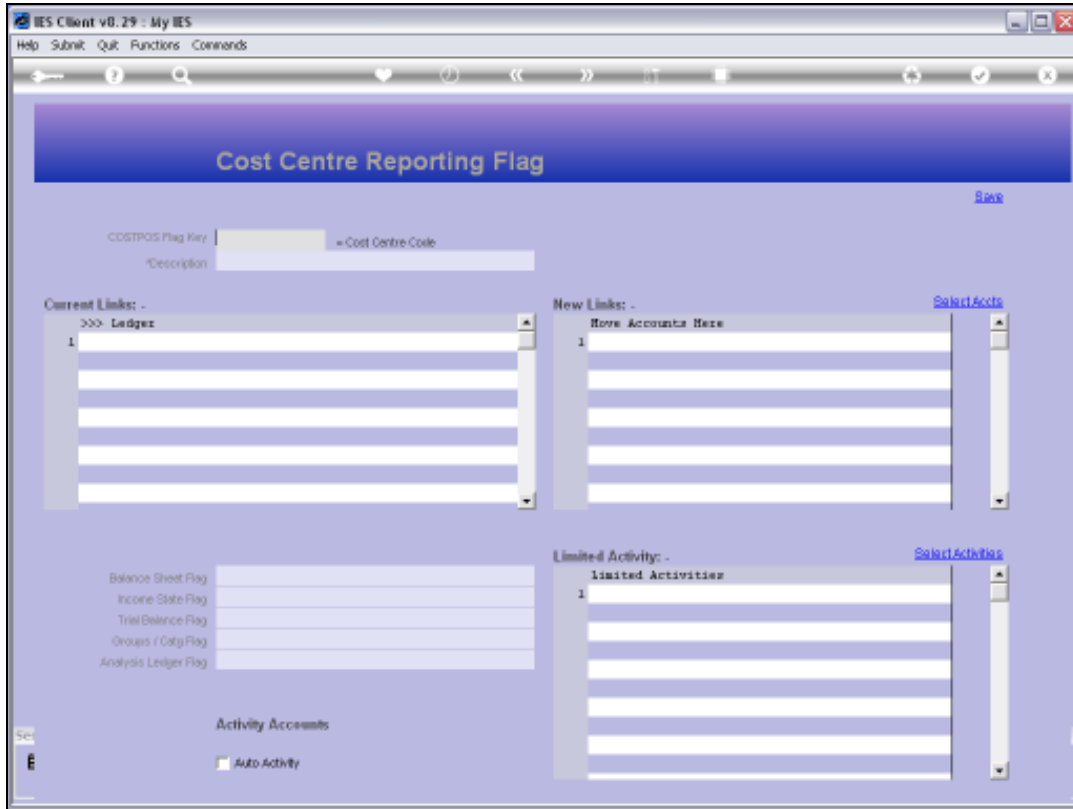 IES Client v8.29 : My IES
Help Submit Quit Functions Commands
Cost Centre Reporting Flag
Save
COSTPOS Flag Key = Cost Centre Code
*Description
Current Links: -
>>> Ledger
1
New Links: - Select Accts
Move Accounts Here
1
Balance Sheet Flag
Income State Flag
Trial Balance Flag
Groups / Catg Flag
Analysis Ledger Flag
Limited Activity: - Select Activities
Limited Activities
1
Activity Accounts
Auto Activity